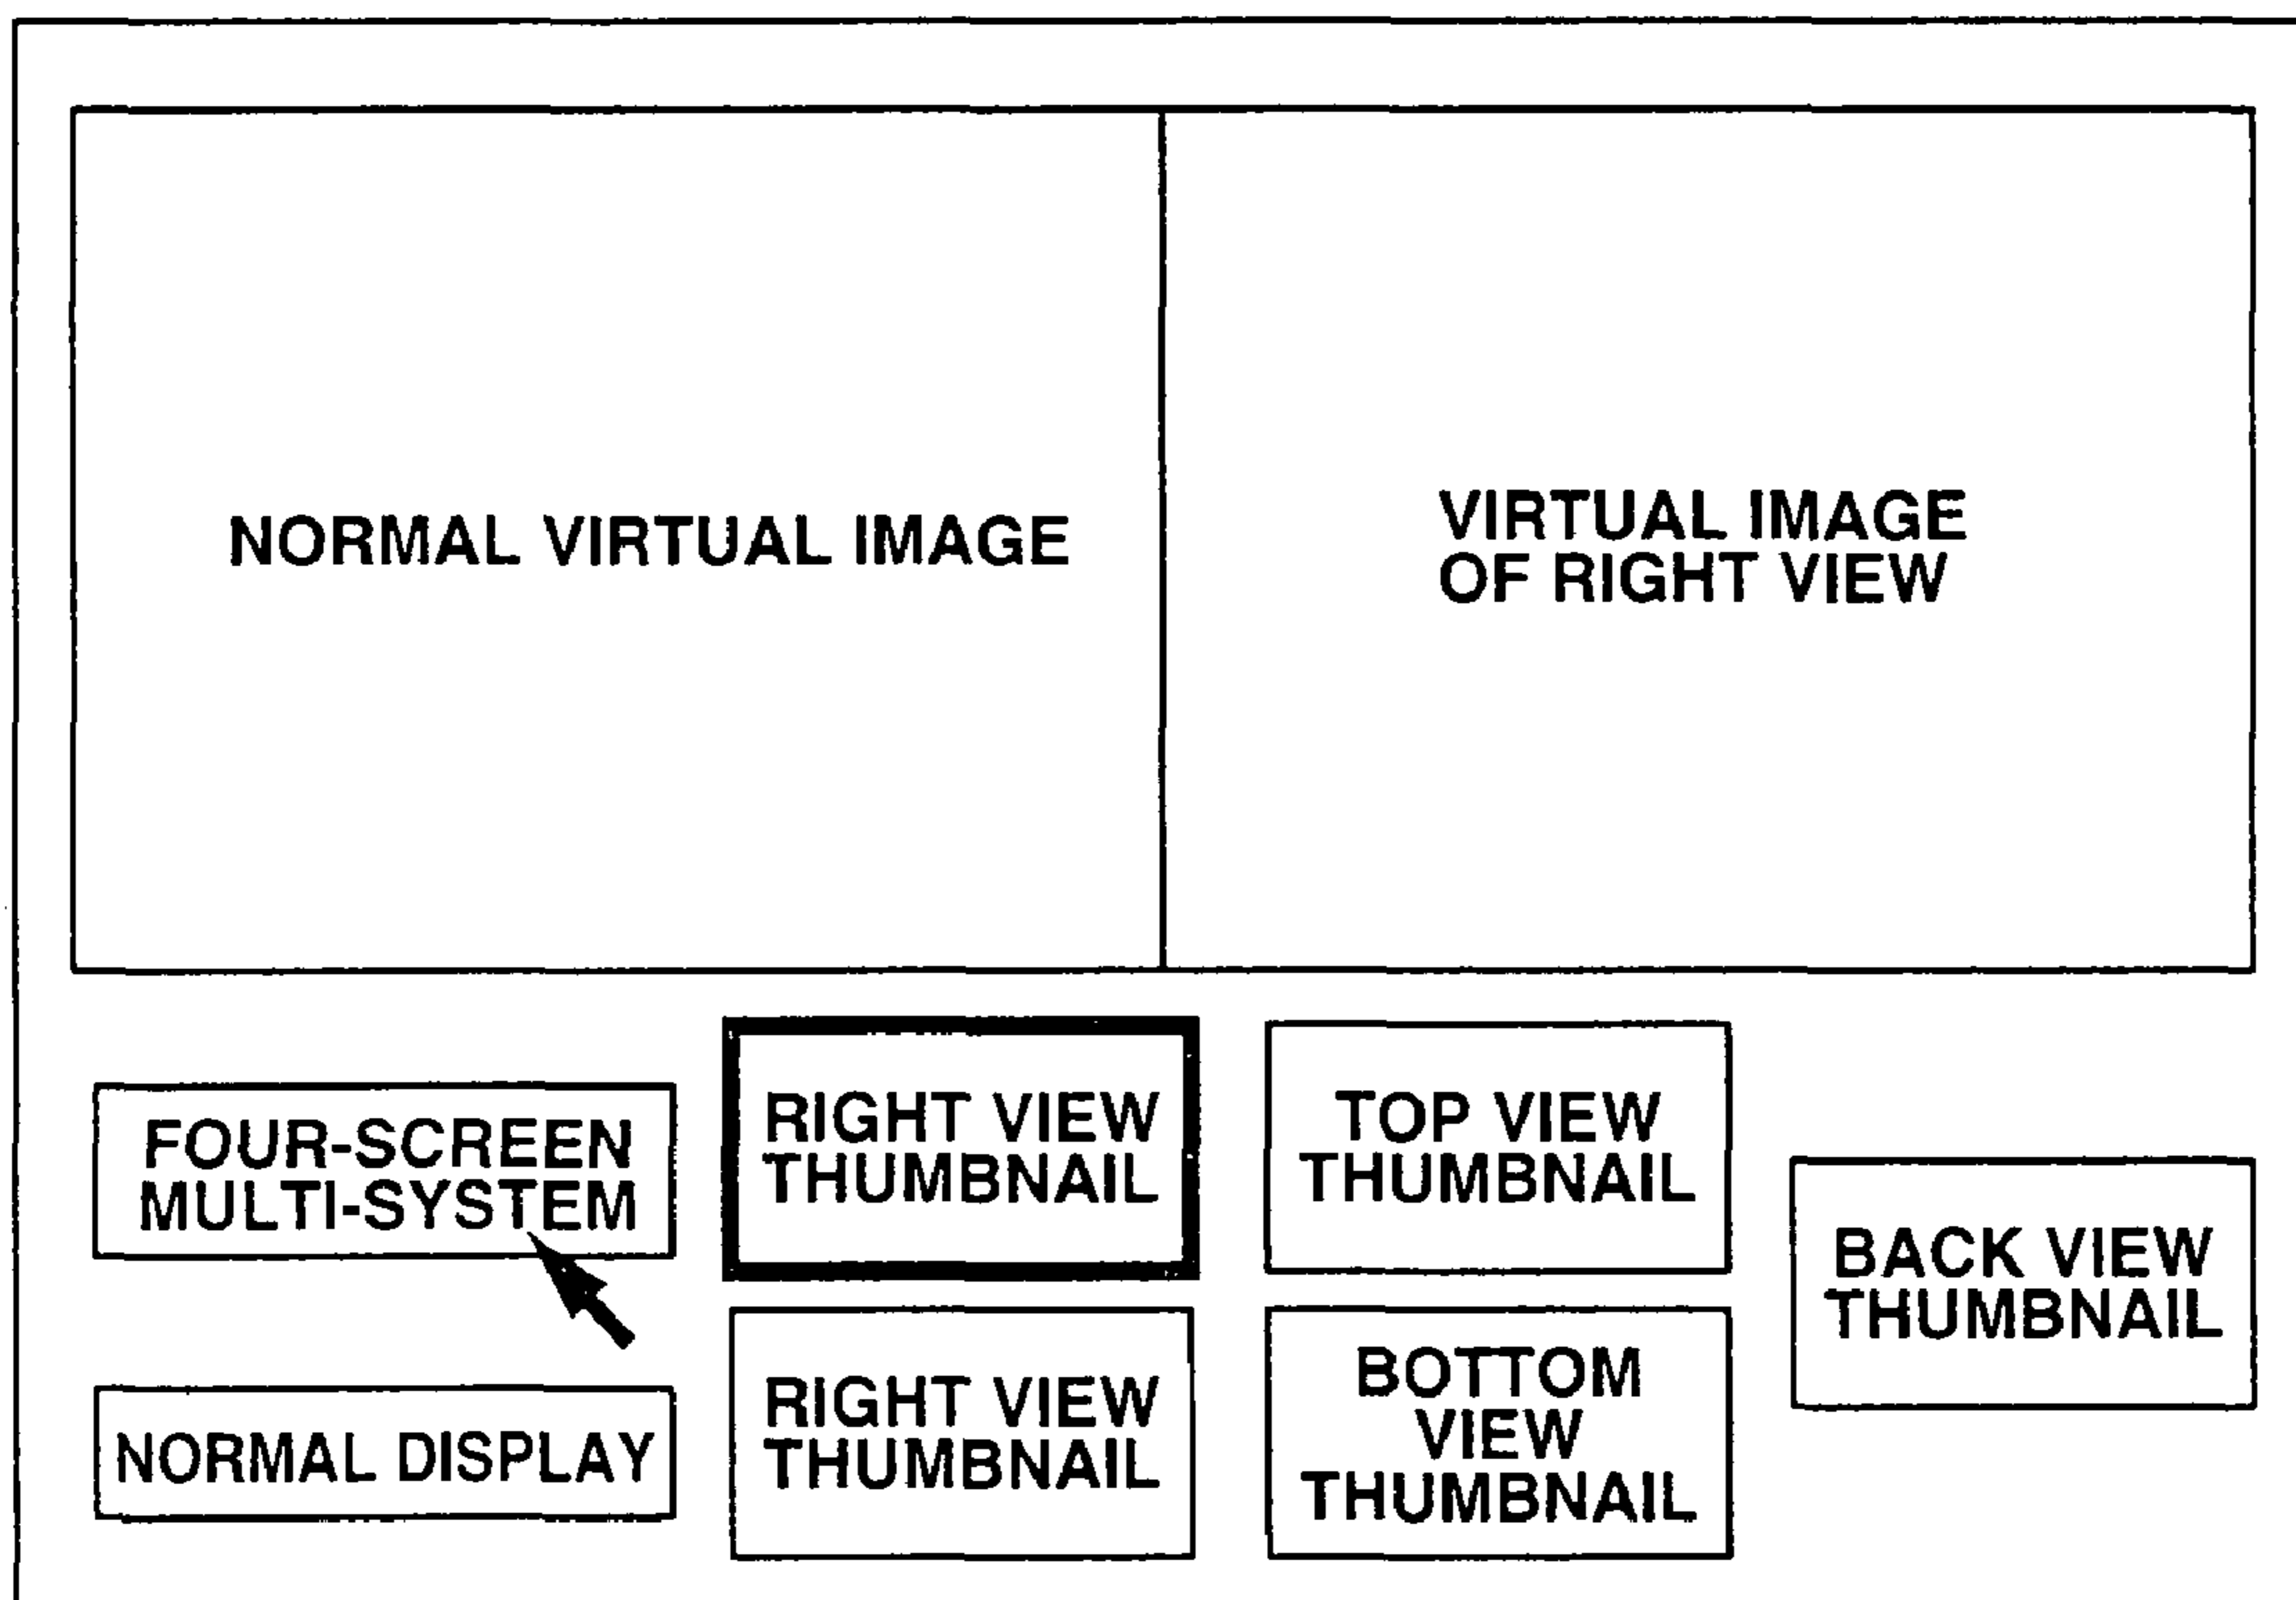 NORMAL VIRTUAL IMAGE
VIRTUAL IMAGE
OF RIGHT VIEW
FOUR-SCREEN
MULTI-SYSTEM
RIGHT VIEW
THUMBNAIL
TOP VIEW
THUMBNAIL
BACK VIEW
THUMBNAIL
NORMAL DISPLAY
RIGHT VIEW
THUMBNAIL
BOTTOM
VIEW
THUMBNAIL